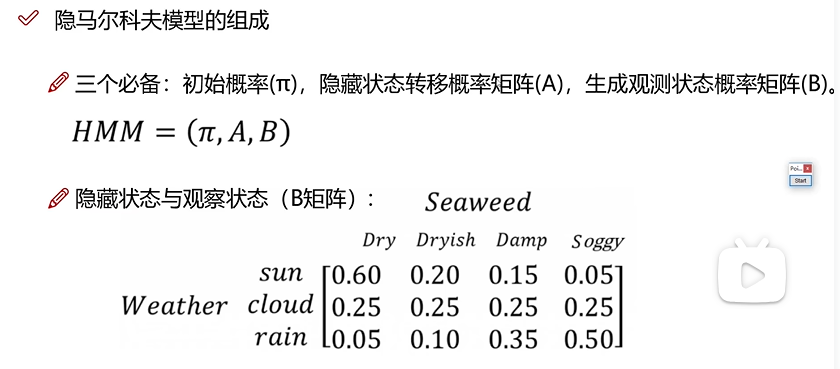 隐马尔科夫模型的组成
三个必备：初始概率(π)，隐藏状态转移概率矩阵(A)，生成观测状态概率矩阵(B)。
HMM = (π, A, B)
Poi...
Start
隐藏状态与观察状态（B矩阵）：
Seaweed
Dry Dryish Damp Soggy
sun 0.60 0.20 0.15 0.05
Weather cloud 0.25 0.25 0.25 0.25
rain 0.05 0.10 0.35 0.50